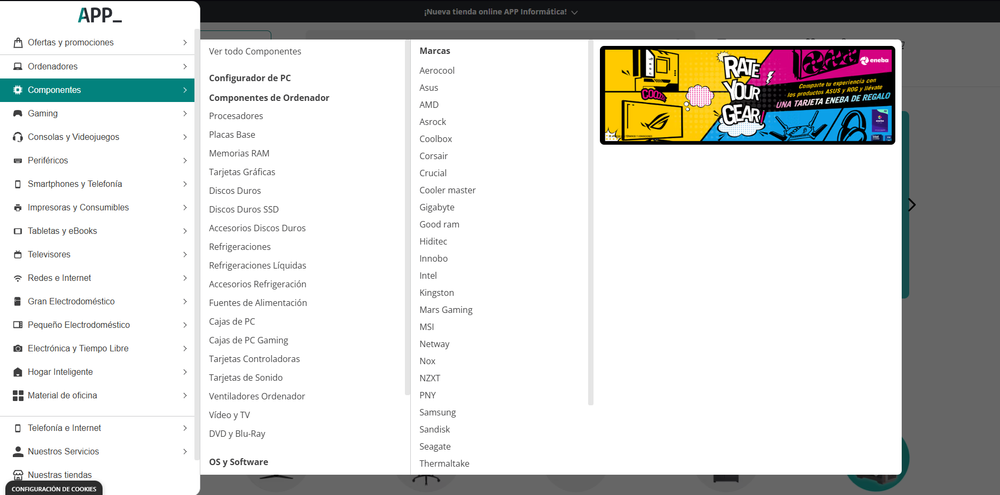 ¡Nueva tienda online APP Informática!
APP_
Ofertas y promociones
Ordenadores
Componentes
Gaming
Consolas y Videojuegos
Periféricos
Smartphones y Telefonía
Impresoras y Consumibles
Tabletas y eBooks
Televisores
Redes e Internet
Gran Electrodoméstico
Pequeño Electrodoméstico
Electrónica y Tiempo Libre
Hogar Inteligente
Material de oficina
Telefonía e Internet
Nuestros Servicios
Nuestras tiendas
CONFIGURACIÓN DE COOKIES
Ver todo Componentes
Configurador de PC
Componentes de Ordenador
Procesadores
Placas Base
Memorias RAM
Tarjetas Gráficas
Discos Duros
Discos Duros SSD
Accesorios Discos Duros
Refrigeraciones
Refrigeraciones Líquidas
Accesorios Refrigeración
Fuentes de Alimentación
Cajas de PC
Cajas de PC Gaming
Tarjetas Controladoras
Tarjetas de Sonido
Ventiladores Ordenador
Vídeo y TV
DVD y Blu-Ray
OS y Software
Marcas
Aerocool
Asus
AMD
Asrock
Coolbox
Corsair
Crucial
Cooler master
Gigabyte
Good ram
Hiditec
Innobo
Intel
Kingston
Mars Gaming
MSI
Netway
Nox
NZXT
PNY
Samsung
Sandisk
Seagate
Thermaltake
RATE
YOUR
GEAR!
eneba
Comparte tu experiencia con
los productos ASUS y ROG y llévate
UNA TARJETA ENEBA DE REGALO
SE APLICAN LOS TÉRMINOS Y CONDICIONES